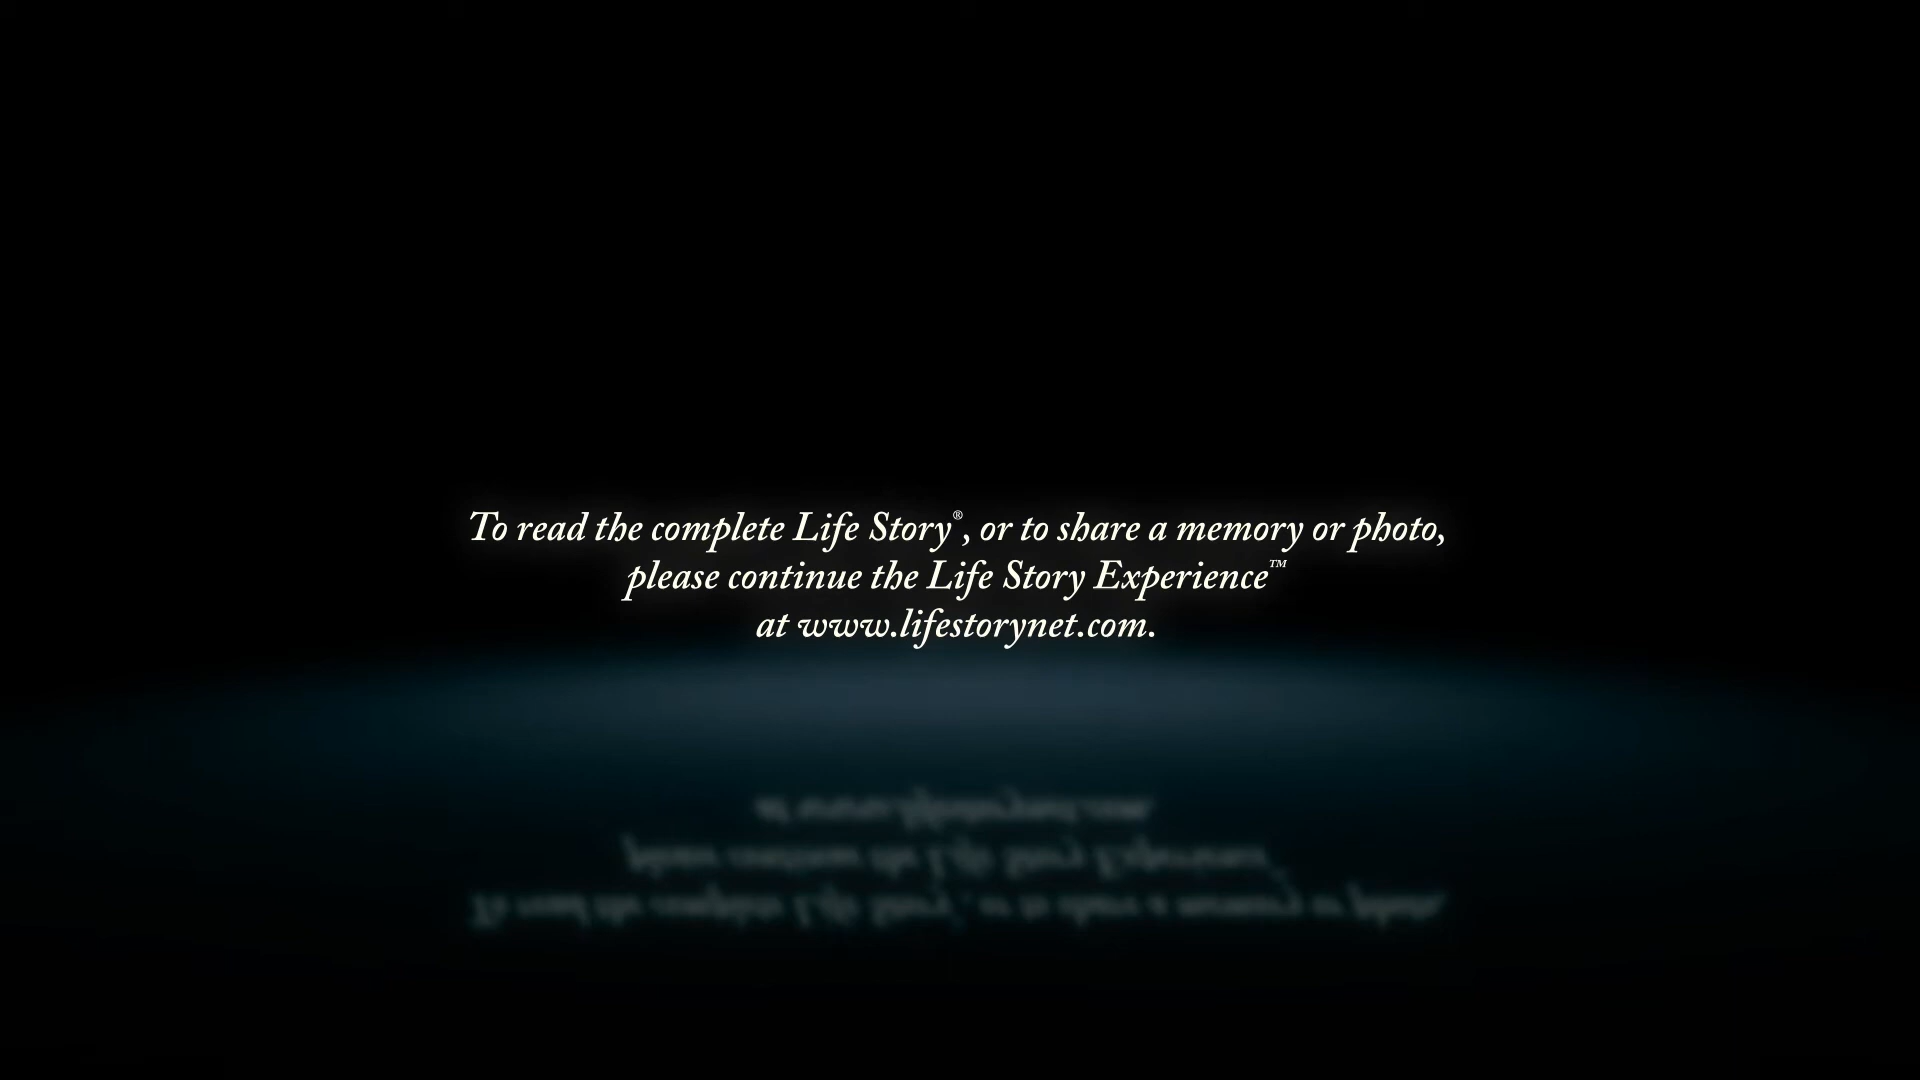 To read the complete Life Story®, or to share a memory or photo,
please continue the Life Story Experience™
at www.lifestorynet.com.